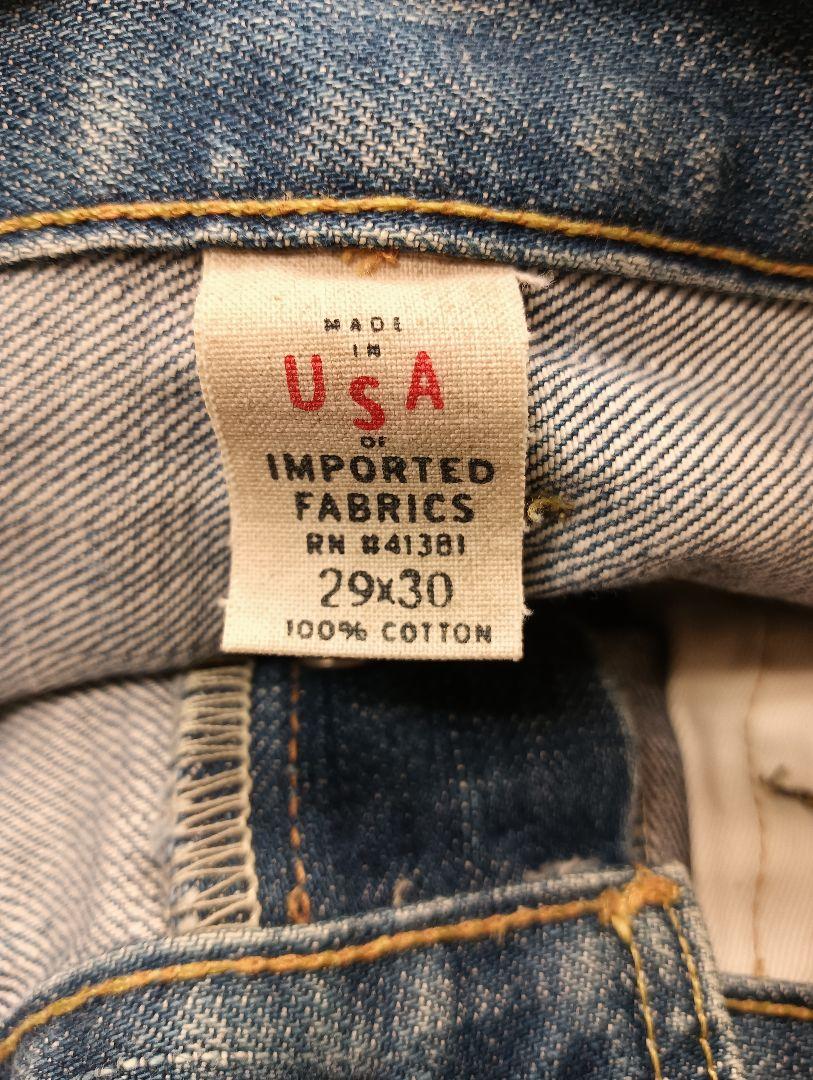 MADE
IN
USA
OF
IMPORTED
FABRICS
RN #41381
29x30
100% COTTON